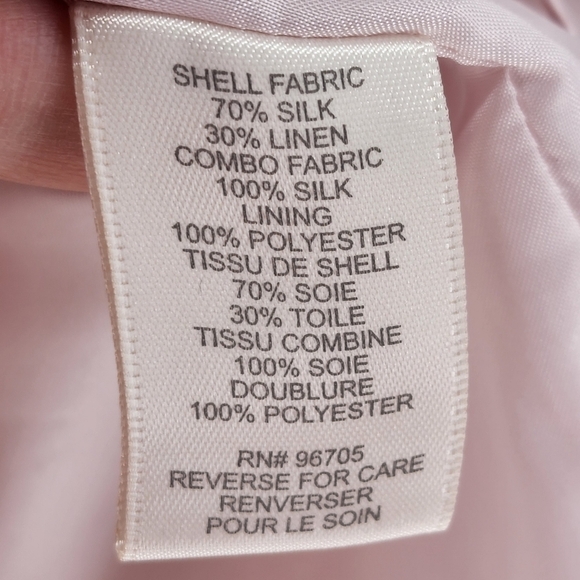 SHELL FABRIC
70% SILK
30% LINEN
COMBO FABRIC
100% SILK
LINING
100% POLYESTER
TISSU DE SHELL
70% SOIE
30% TOILE
TISSU COMBINE
100% SOIE
DOUBLURE
100% POLYESTER
RN# 96705
REVERSE FOR CARE
RENVERSER
POUR LE SOIN